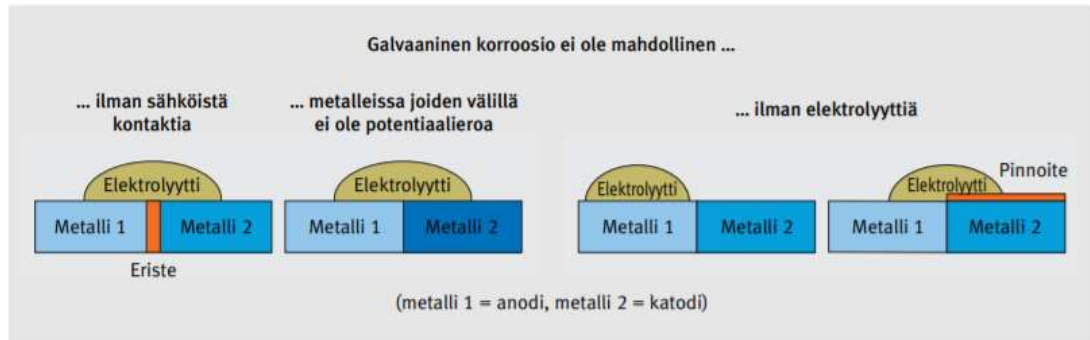 Galvaaninen korroosio ei ole mahdollinen ...
... ilman sähköistä
kontaktia
... metalleissa joiden välillä
ei ole potentiaalieroa
... ilman elektrolyyttiä
Elektrolyytti
Metalli 1
Metalli 2
Eriste
Elektrolyytti
Metalli 1
Metalli 2
Elektrolyytti
Metalli 1
Metalli 2
Pinnoite
Elektrolyytti
Metalli 1
Metalli 2
(metalli 1 = anodi, metalli 2 = katodi)